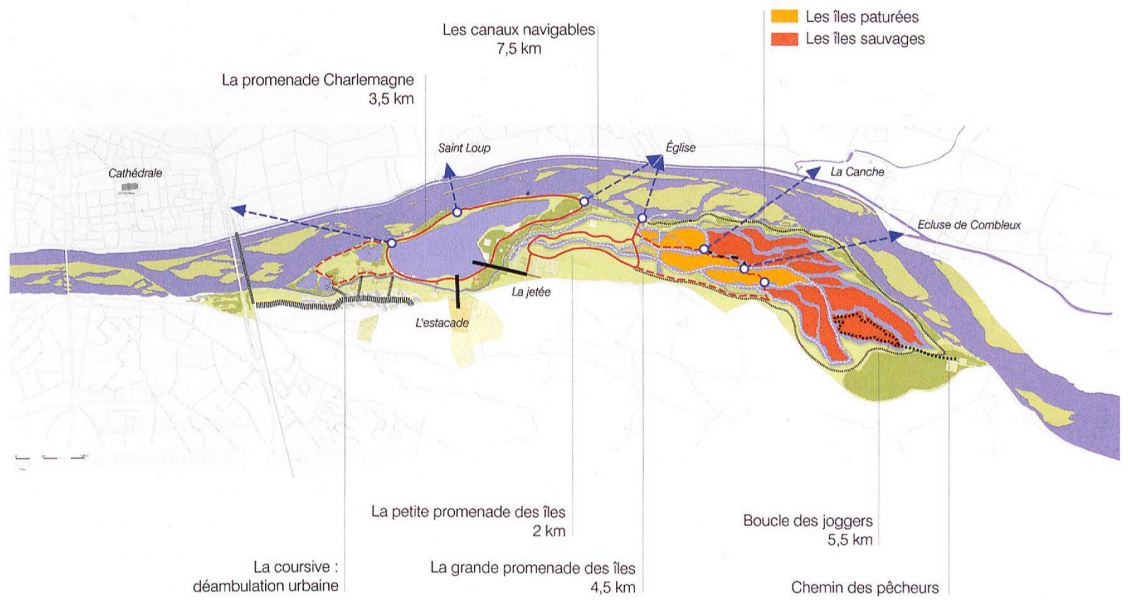 Les îles paturées
Les îles sauvages
Les canaux navigables
7,5 km
La promenade Charlemagne
3,5 km
Saint Loup
Église
La Canche
Cathédrale
Ecluse de Combleux
La jetée
L'estacade
La petite promenade des îles
2 km
Boucle des joggers
5,5 km
La coursive :
déambulation urbaine
La grande promenade des îles
4,5 km
Chemin des pêcheurs